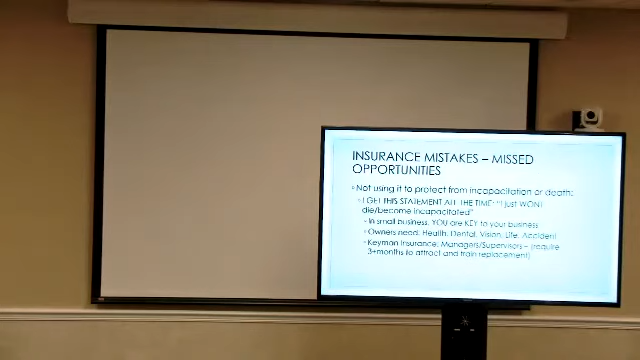 INSURANCE MISTAKES – MISSED
OPPORTUNITIES
Not using it to protect from incapacitation or death:
I GET THIS STATEMENT ALL THE TIME: "I just WONT
die/become incapacitated"
In small business, YOU are KEY to your business
Owners need: Health, Dental, Vision, Life, Accident
Keyman Insurance: Managers/Supervisors – (require
3+months to attract and train replacement)